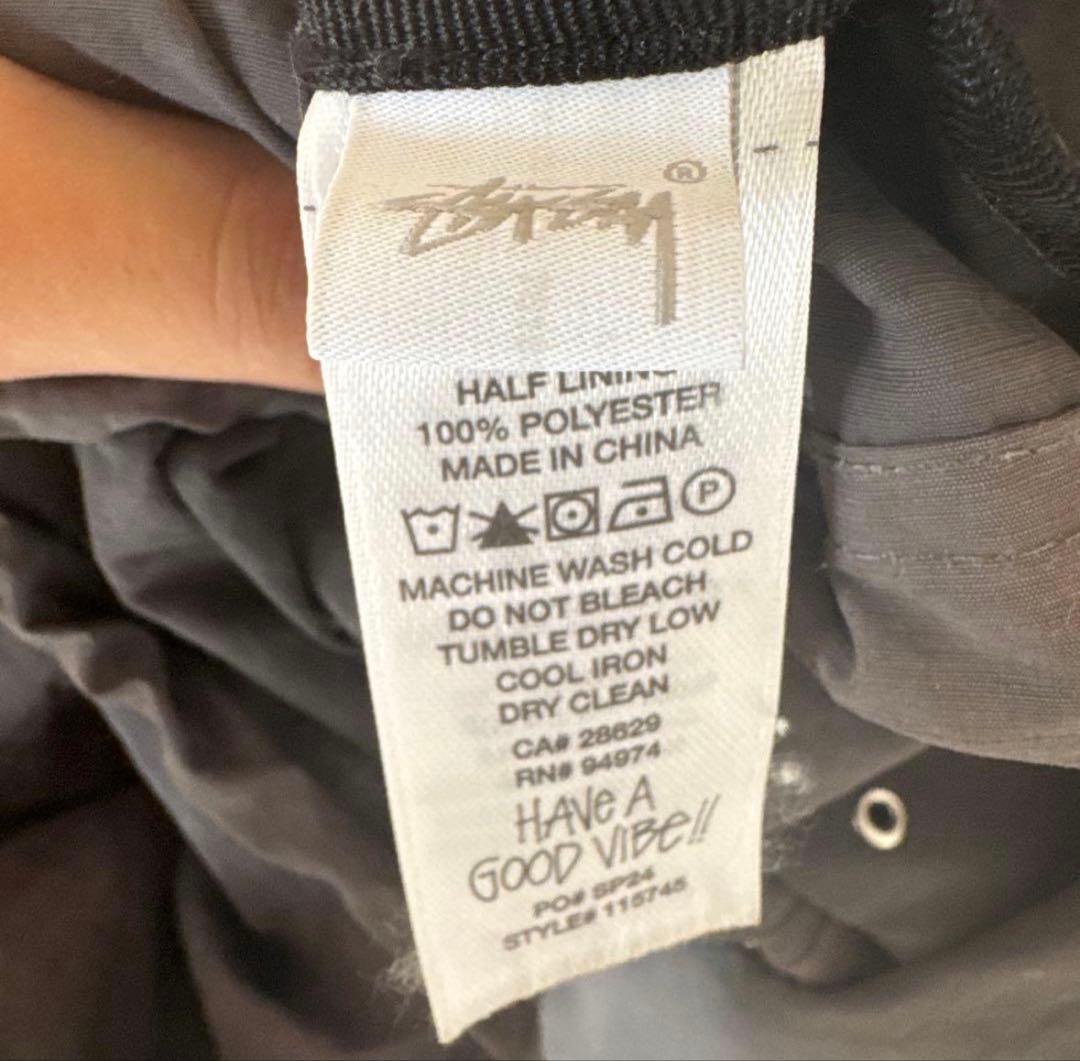 STÜSSY ®
HALF LINING
100% POLYESTER
MADE IN CHINA
P
MACHINE WASH COLD
DO NOT BLEACH
TUMBLE DRY LOW
COOL IRON
DRY CLEAN
CA# 28629
RN# 94974
HAVE A
GOOD VIBE!!
PO# SP24
STYLE# 115745